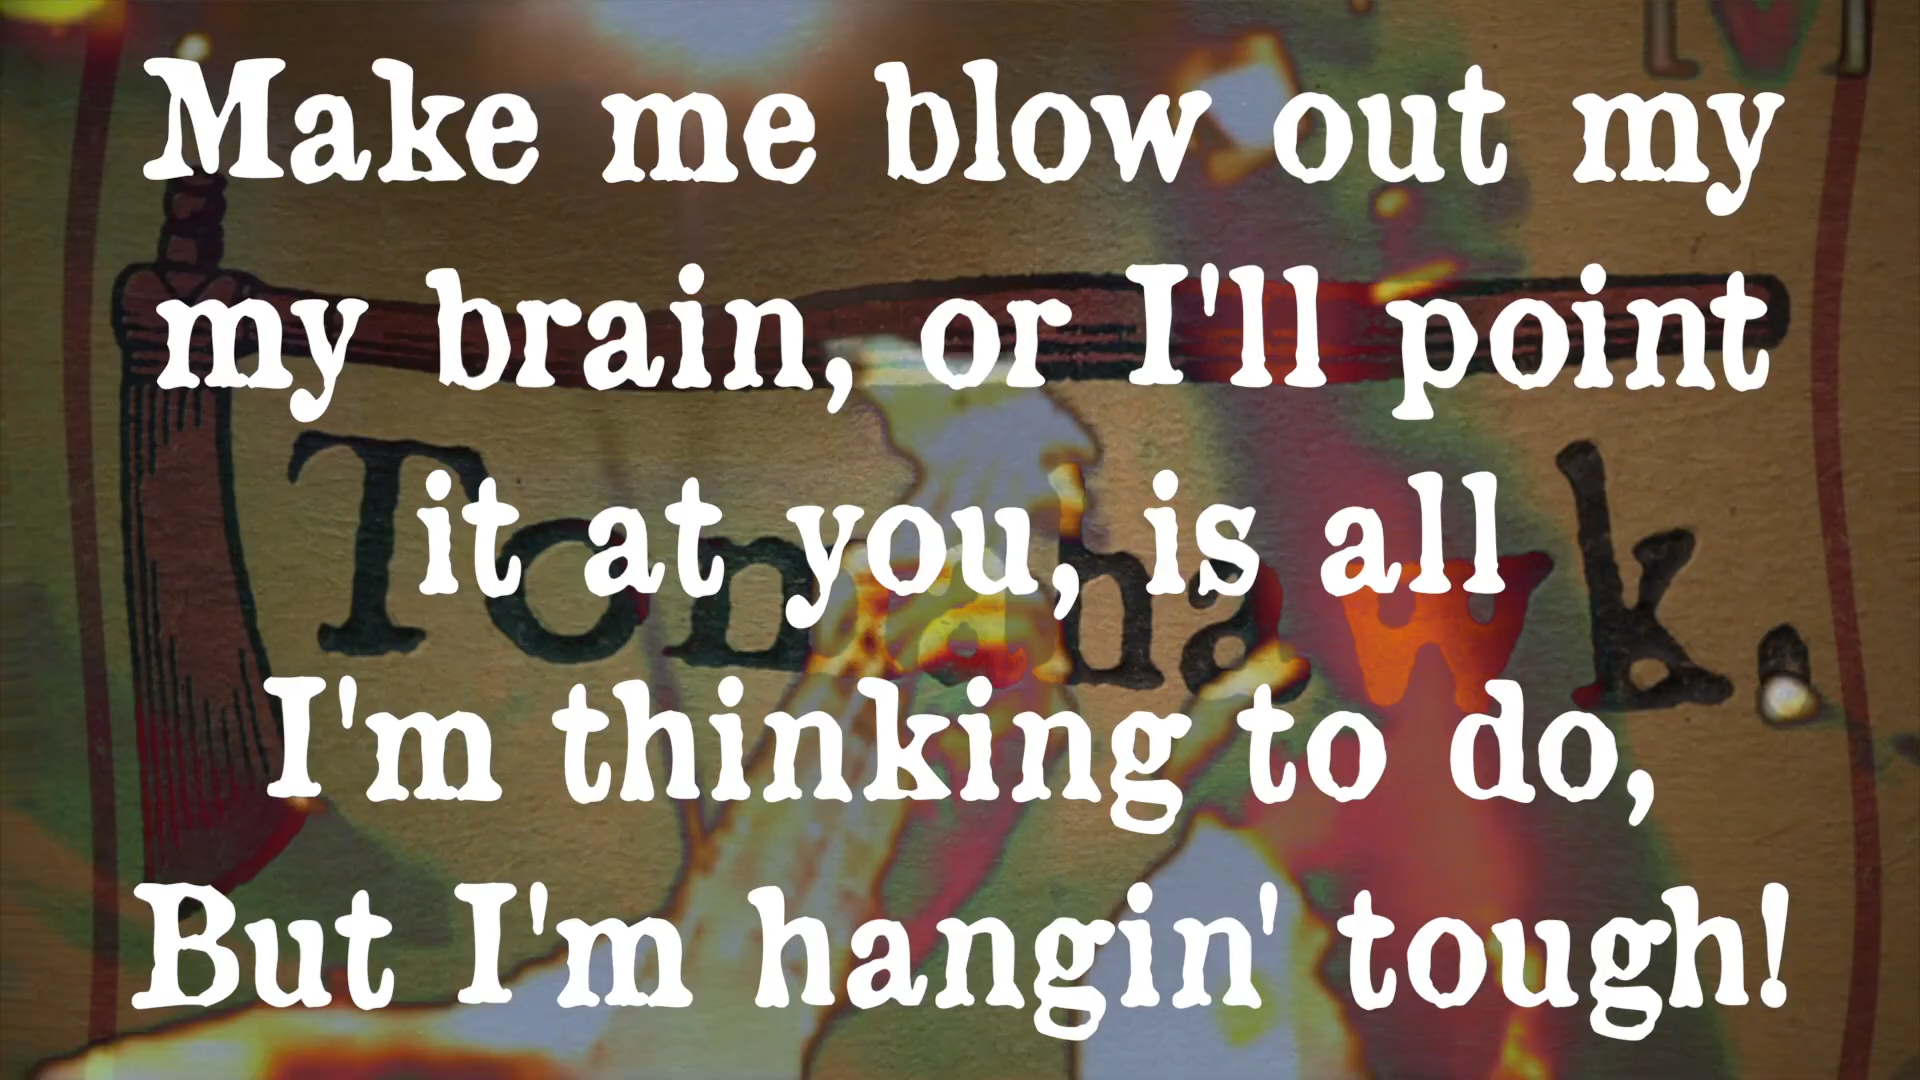 Make me blow out my
my brain, or I'll point
it at you, is all
I'm thinking to do,
But I'm hangin' tough!
Tomahawk.
M